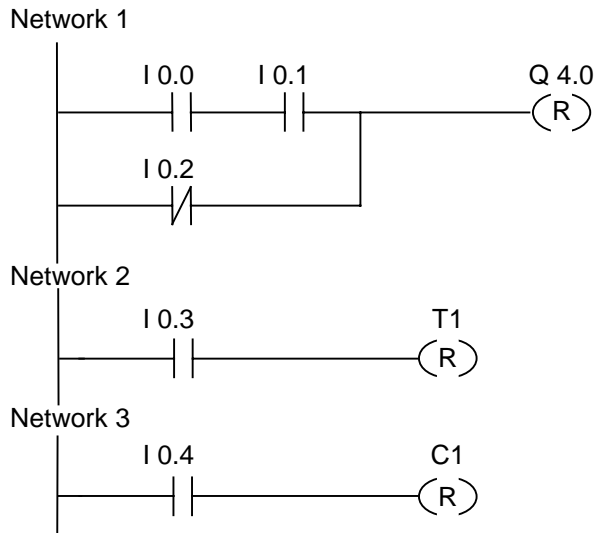 Network 1
I 0.0 I 0.1 Q 4.0
R
I 0.2
Network 2
I 0.3 T1
R
Network 3
I 0.4 C1
R